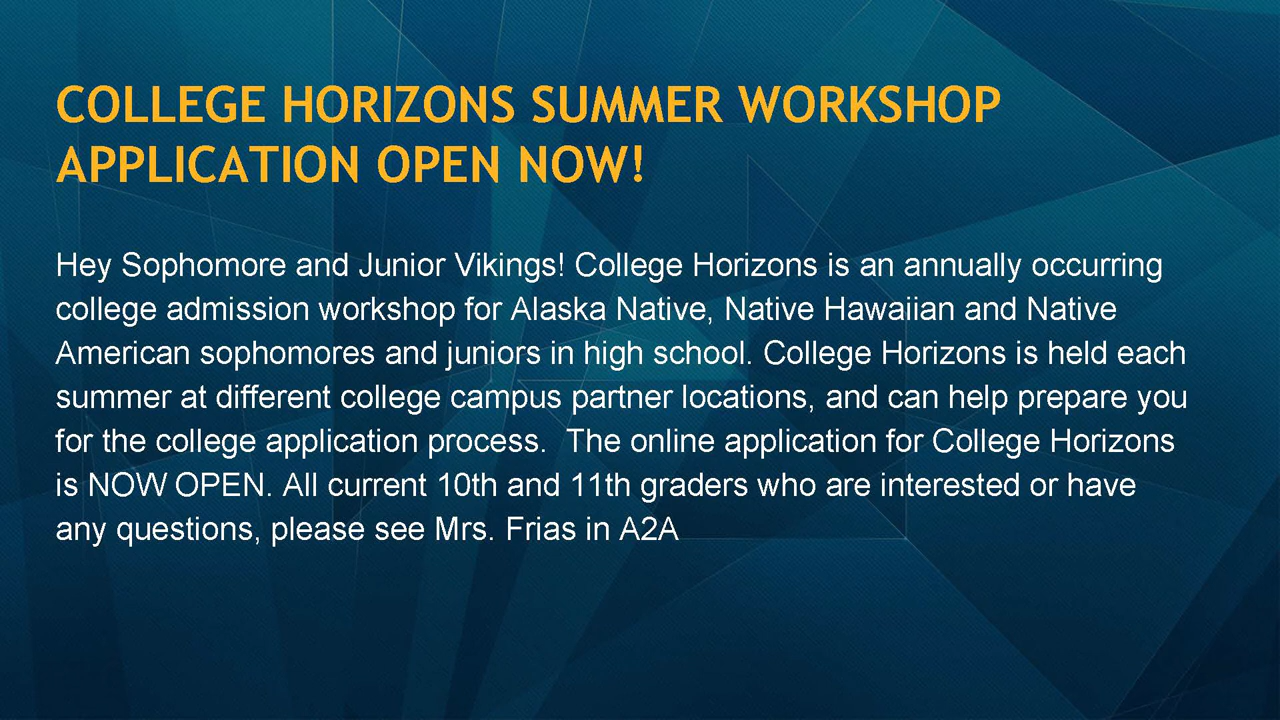 COLLEGE HORIZONS SUMMER WORKSHOP
APPLICATION OPEN NOW!
Hey Sophomore and Junior Vikings! College Horizons is an annually occurring
college admission workshop for Alaska Native, Native Hawaiian and Native
American sophomores and juniors in high school. College Horizons is held each
summer at different college campus partner locations, and can help prepare you
for the college application process.  The online application for College Horizons
is NOW OPEN. All current 10th and 11th graders who are interested or have
any questions, please see Mrs. Frias in A2A